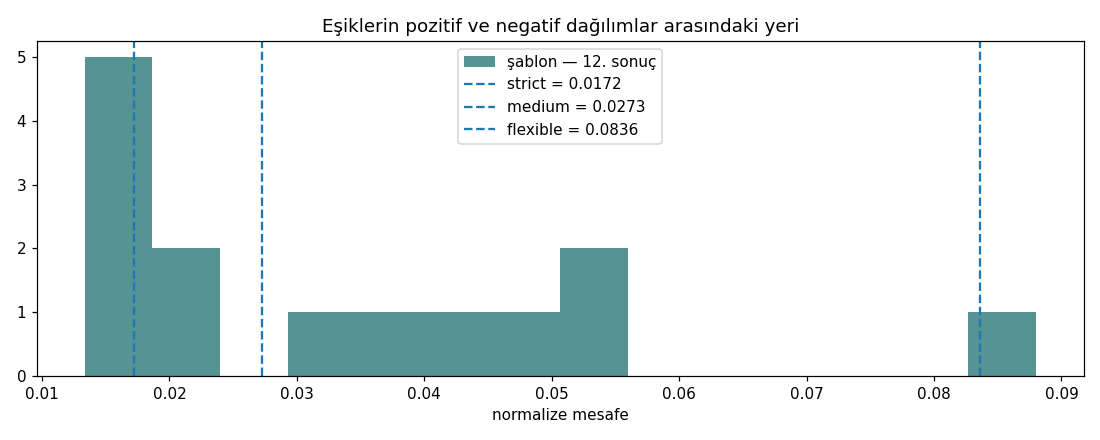 Eşiklerin pozitif ve negatif dağılımlar arasındaki yeri
şablon — 12. sonuç
strict = 0.0172
medium = 0.0273
flexible = 0.0836
5
4
3
2
1
0
0.01 0.02 0.03 0.04 0.05 0.06 0.07 0.08 0.09
normalize mesafe